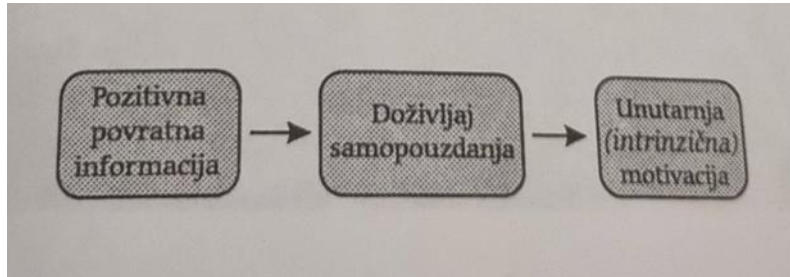 Pozitivna
povratna
informacija
Doživljaj
samopouzdanja
Unutarnja
(intrinzična)
motivacija